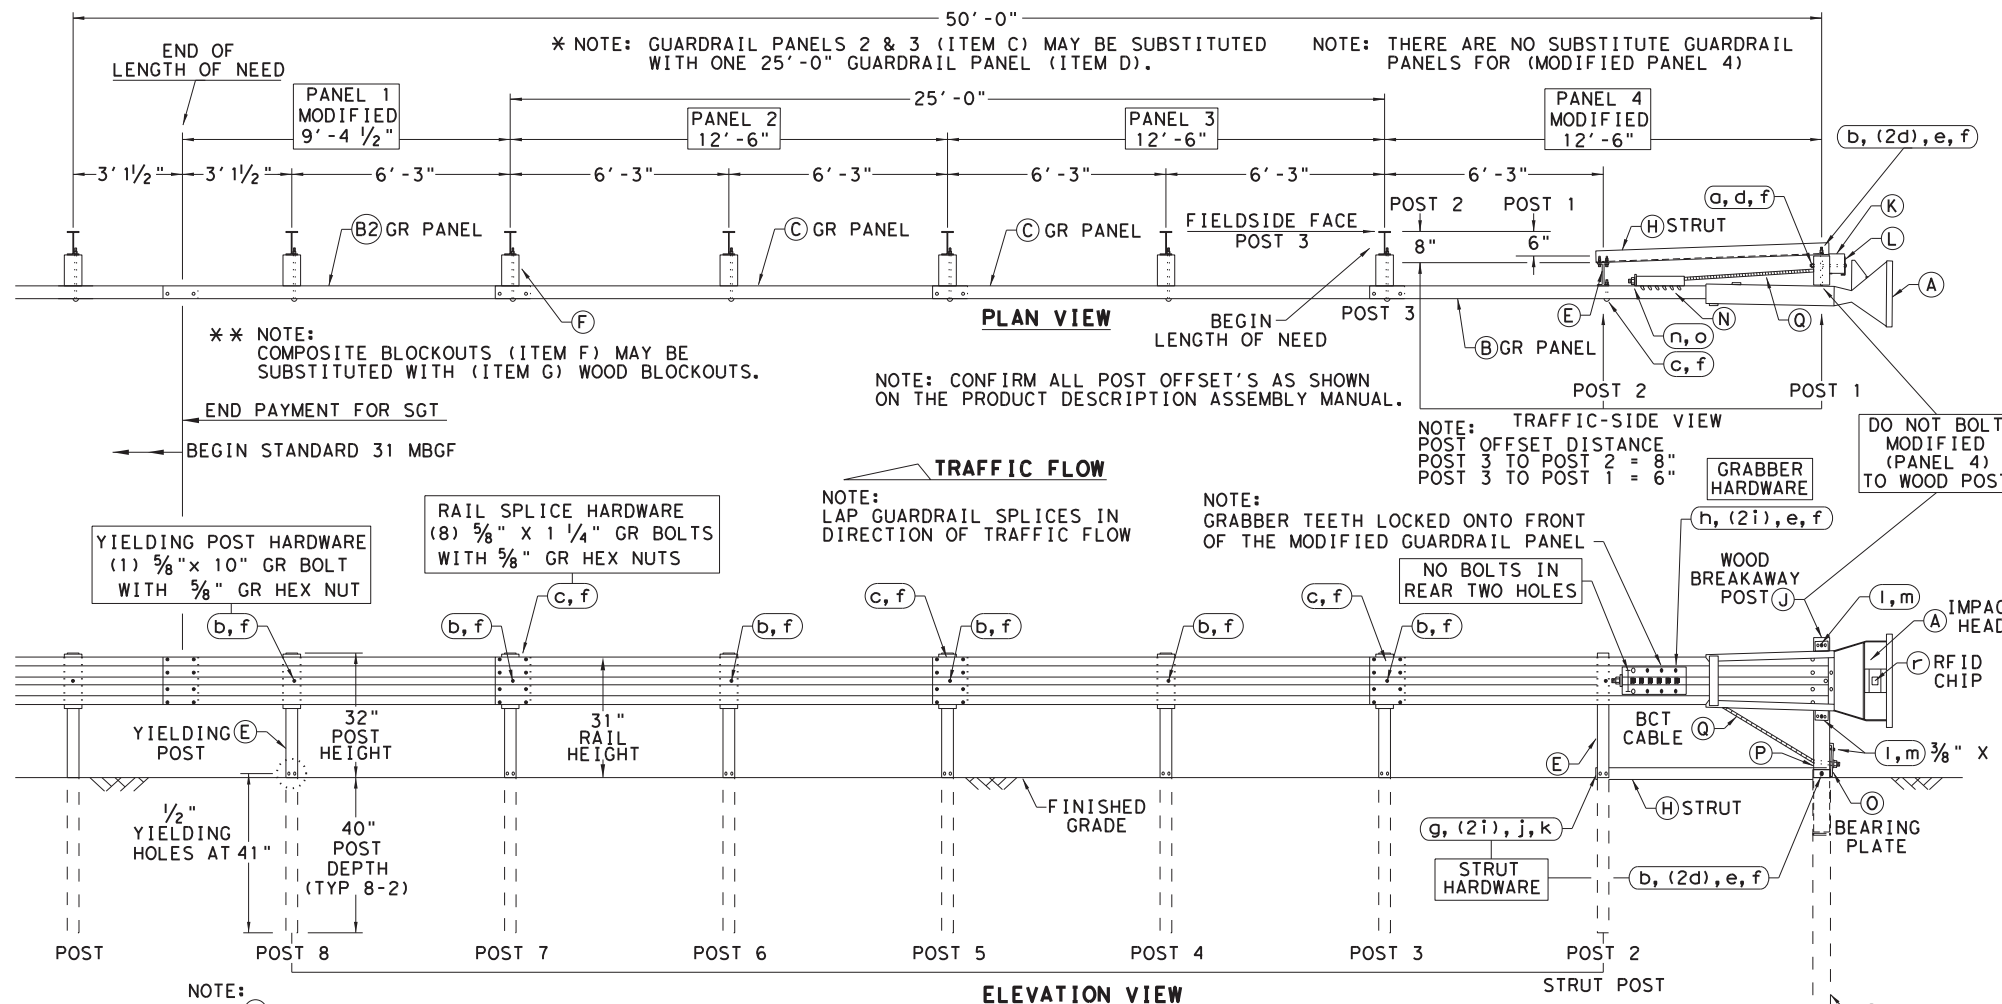 50'-0"
END OF
LENGTH OF NEED
* NOTE: GUARDRAIL PANELS 2 & 3 (ITEM C) MAY BE SUBSTITUTED
WITH ONE 25'-0" GUARDRAIL PANEL (ITEM D).
NOTE: THERE ARE NO SUBSTITUTE GUARDRAIL
PANELS FOR (MODIFIED PANEL 4)
PANEL 1
MODIFIED
9'-4 1/2"
25'-0"
PANEL 2
12'-6"
PANEL 3
12'-6"
PANEL 4
MODIFIED
12'-6"
b, (2d), e, f
3' 1 1/2"
3' 1 1/2"
6'-3"
6'-3"
6'-3"
6'-3"
6'-3"
6'-3"
B2 GR PANEL
C GR PANEL
C GR PANEL
FIELDSIDE FACE
POST 3
POST 2
8"
POST 1
6"
H STRUT
a, d, f
K
L
A
F
PLAN VIEW
BEGIN
LENGTH OF NEED
POST 3
B GR PANEL
E
n, o
c, f
N
Q
POST 2
POST 1
** NOTE:
COMPOSITE BLOCKOUTS (ITEM F) MAY BE
SUBSTITUTED WITH (ITEM G) WOOD BLOCKOUTS.
NOTE: CONFIRM ALL POST OFFSET'S AS SHOWN
ON THE PRODUCT DESCRIPTION ASSEMBLY MANUAL.
TRAFFIC-SIDE VIEW
NOTE:
POST OFFSET DISTANCE
POST 3 TO POST 2 = 8"
POST 3 TO POST 1 = 6"
DO NOT BOLT
MODIFIED
(PANEL 4)
TO WOOD POST
END PAYMENT FOR SGT
BEGIN STANDARD 31 MBGF
TRAFFIC FLOW
NOTE:
LAP GUARDRAIL SPLICES IN
DIRECTION OF TRAFFIC FLOW
NOTE:
GRABBER TEETH LOCKED ONTO FRONT
OF THE MODIFIED GUARDRAIL PANEL
GRABBER
HARDWARE
h, (2i), e, f
YIELDING POST HARDWARE
(1) 5/8"x 10" GR BOLT
WITH 5/8" GR HEX NUT
RAIL SPLICE HARDWARE
(8) 5/8" X 1 1/4" GR BOLTS
WITH 5/8" GR HEX NUTS
NO BOLTS IN
REAR TWO HOLES
WOOD
BREAKAWAY
POST J
l, m
A IMPAC
HEAD
r RFID
CHIP
b, f
b, f
c, f
b, f
c, f
b, f
b, f
c, f
b, f
YIELDING E
POST
32"
POST
HEIGHT
31"
RAIL
HEIGHT
BCT
CABLE
Q
E
P
l, m 3/8" X
1/2"
YIELDING
HOLES AT 41"
40"
POST
DEPTH
(TYP 8-2)
FINISHED
GRADE
g, (2i), j, k
H STRUT
O
BEARING
PLATE
STRUT
HARDWARE
b, (2d), e, f
POST
POST 8
POST 7
POST 6
POST 5
POST 4
POST 3
POST 2
STRUT POST
NOTE:
ELEVATION VIEW